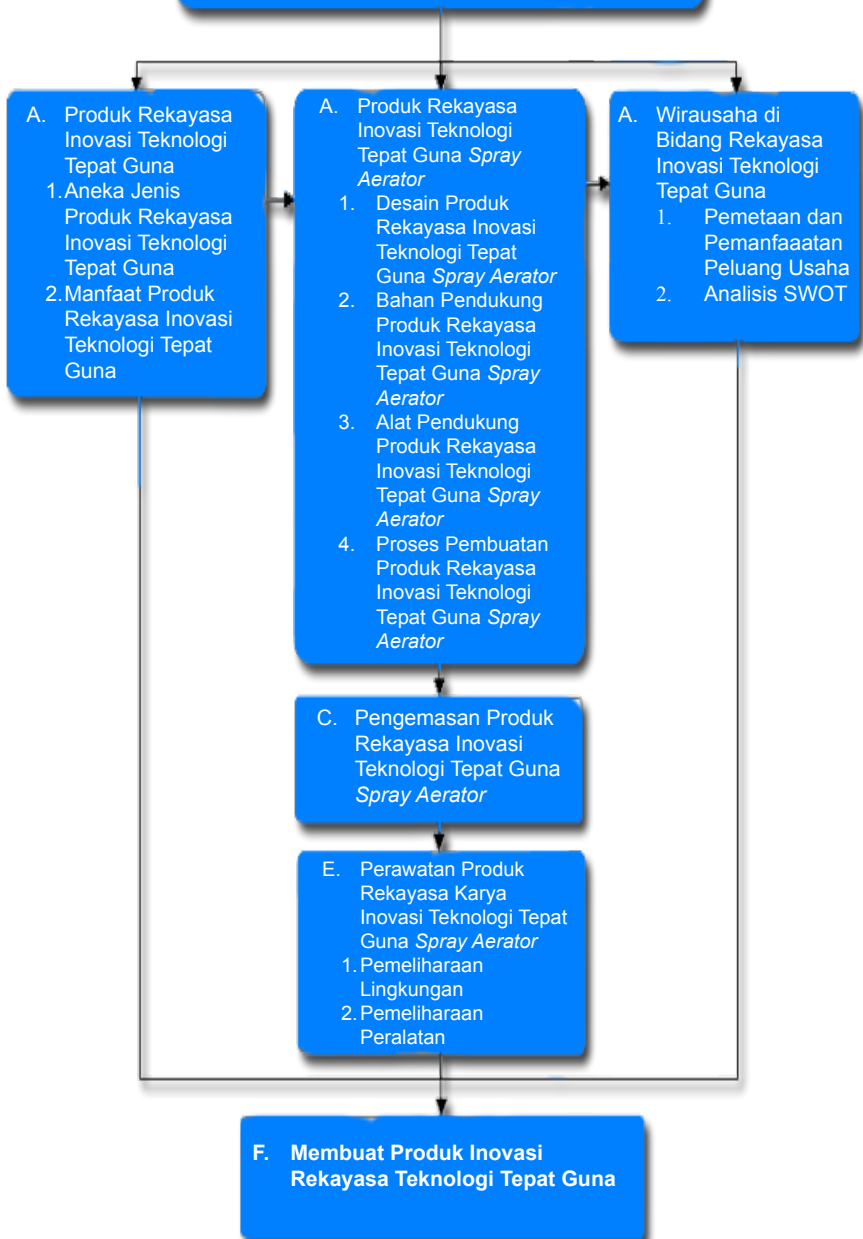 A. Produk Rekayasa
Inovasi Teknologi
Tepat Guna
1.Aneka Jenis
Produk Rekayasa
Inovasi Teknologi
Tepat Guna
2.Manfaat Produk
Rekayasa Inovasi
Teknologi Tepat
Guna
A. Produk Rekayasa
Inovasi Teknologi
Tepat Guna Spray
Aerator
1. Desain Produk
Rekayasa Inovasi
Teknologi Tepat
Guna Spray Aerator
2. Bahan Pendukung
Produk Rekayasa
Inovasi Teknologi
Tepat Guna Spray
Aerator
3. Alat Pendukung
Produk Rekayasa
Inovasi Teknologi
Tepat Guna Spray
Aerator
4. Proses Pembuatan
Produk Rekayasa
Inovasi Teknologi
Tepat Guna Spray
Aerator
A. Wirausaha di
Bidang Rekayasa
Inovasi Teknologi
Tepat Guna
1. Pemetaan dan
Pemanfaaatan
Peluang Usaha
2. Analisis SWOT
C. Pengemasan Produk
Rekayasa Inovasi
Teknologi Tepat Guna
Spray Aerator
E. Perawatan Produk
Rekayasa Karya
Inovasi Teknologi Tepat
Guna Spray Aerator
1. Pemeliharaan
Lingkungan
2. Pemeliharaan
Peralatan
F. Membuat Produk Inovasi
Rekayasa Teknologi Tepat Guna